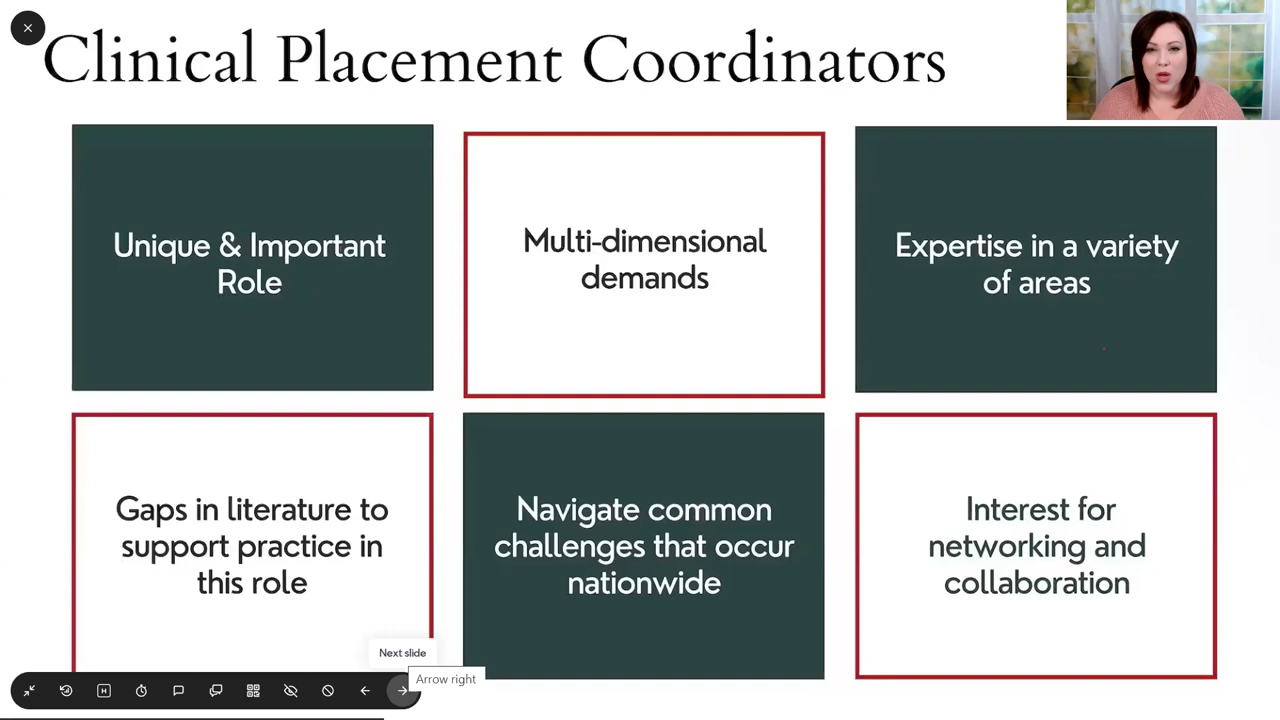 Clinical Placement Coordinators
Unique & Important
Role
Multi-dimensional
demands
Expertise in a variety
of areas
Gaps in literature to
support practice in
this role
Navigate common
challenges that occur
nationwide
Interest for
networking and
collaboration
Next slide
Arrow right
H